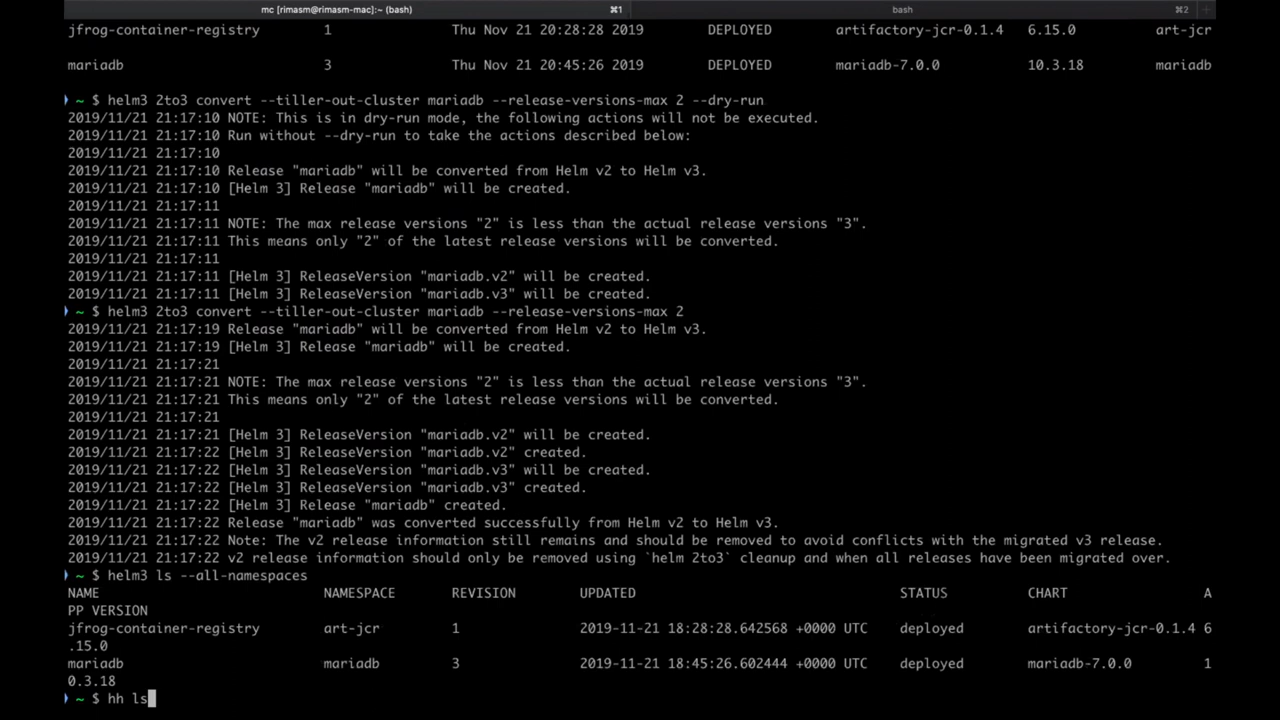 mc [rimasm@rimasm-mac]:~ (bash) ⌘1 bash ⌘2 +
jfrog-container-registry 1 Thu Nov 21 20:28:28 2019 DEPLOYED artifactory-jcr-0.1.4 6.15.0 art-jcr
mariadb 3 Thu Nov 21 20:45:26 2019 DEPLOYED mariadb-7.0.0 10.3.18 mariadb
~ $ helm3 2to3 convert --tiller-out-cluster mariadb --release-versions-max 2 --dry-run
2019/11/21 21:17:10 NOTE: This is in dry-run mode, the following actions will not be executed.
2019/11/21 21:17:10 Run without --dry-run to take the actions described below:
2019/11/21 21:17:10
2019/11/21 21:17:10 Release "mariadb" will be converted from Helm v2 to Helm v3.
2019/11/21 21:17:10 [Helm 3] Release "mariadb" will be created.
2019/11/21 21:17:11
2019/11/21 21:17:11 NOTE: The max release versions "2" is less than the actual release versions "3".
2019/11/21 21:17:11 This means only "2" of the latest release versions will be converted.
2019/11/21 21:17:11
2019/11/21 21:17:11 [Helm 3] ReleaseVersion "mariadb.v2" will be created.
2019/11/21 21:17:11 [Helm 3] ReleaseVersion "mariadb.v3" will be created.
~ $ helm3 2to3 convert --tiller-out-cluster mariadb --release-versions-max 2
2019/11/21 21:17:19 Release "mariadb" will be converted from Helm v2 to Helm v3.
2019/11/21 21:17:19 [Helm 3] Release "mariadb" will be created.
2019/11/21 21:17:21
2019/11/21 21:17:21 NOTE: The max release versions "2" is less than the actual release versions "3".
2019/11/21 21:17:21 This means only "2" of the latest release versions will be converted.
2019/11/21 21:17:21
2019/11/21 21:17:21 [Helm 3] ReleaseVersion "mariadb.v2" will be created.
2019/11/21 21:17:22 [Helm 3] ReleaseVersion "mariadb.v2" created.
2019/11/21 21:17:22 [Helm 3] ReleaseVersion "mariadb.v3" will be created.
2019/11/21 21:17:22 [Helm 3] ReleaseVersion "mariadb.v3" created.
2019/11/21 21:17:22 [Helm 3] Release "mariadb" created.
2019/11/21 21:17:22 Release "mariadb" was converted successfully from Helm v2 to Helm v3.
2019/11/21 21:17:22 Note: The v2 release information still remains and should be removed to avoid conflicts with the migrated v3 release.
2019/11/21 21:17:22 v2 release information should only be removed using `helm 2to3` cleanup and when all releases have been migrated over.
~ $ helm3 ls --all-namespaces
NAME NAMESPACE REVISION UPDATED STATUS CHART A
PP VERSION
jfrog-container-registry art-jcr 1 2019-11-21 18:28:28.642568 +0000 UTC deployed artifactory-jcr-0.1.4 6
.15.0
mariadb mariadb 3 2019-11-21 18:45:26.602444 +0000 UTC deployed mariadb-7.0.0 1
0.3.18
~ $ hh ls